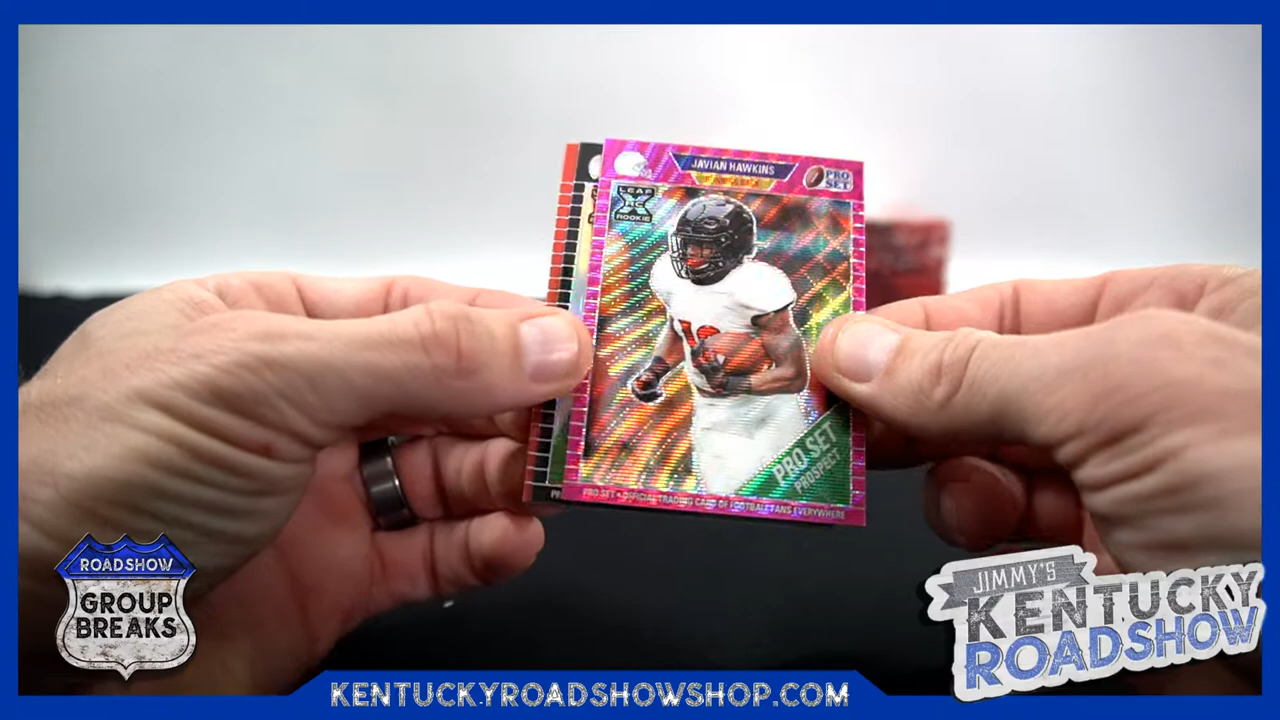 JAVIAN HAWKINS
PRO
SET
LEAF
X
RC
ROOKIE
PRO SET
PROSPECT
PRO SET • OFFICIAL TRADING CARD OF FOOTBALL FANS EVERYWHERE
ROADSHOW
GROUP
BREAKS
JIMMY'S
KENTUCKY
ROADSHOW
KENTUCKYROADSHOWSHOP.COM